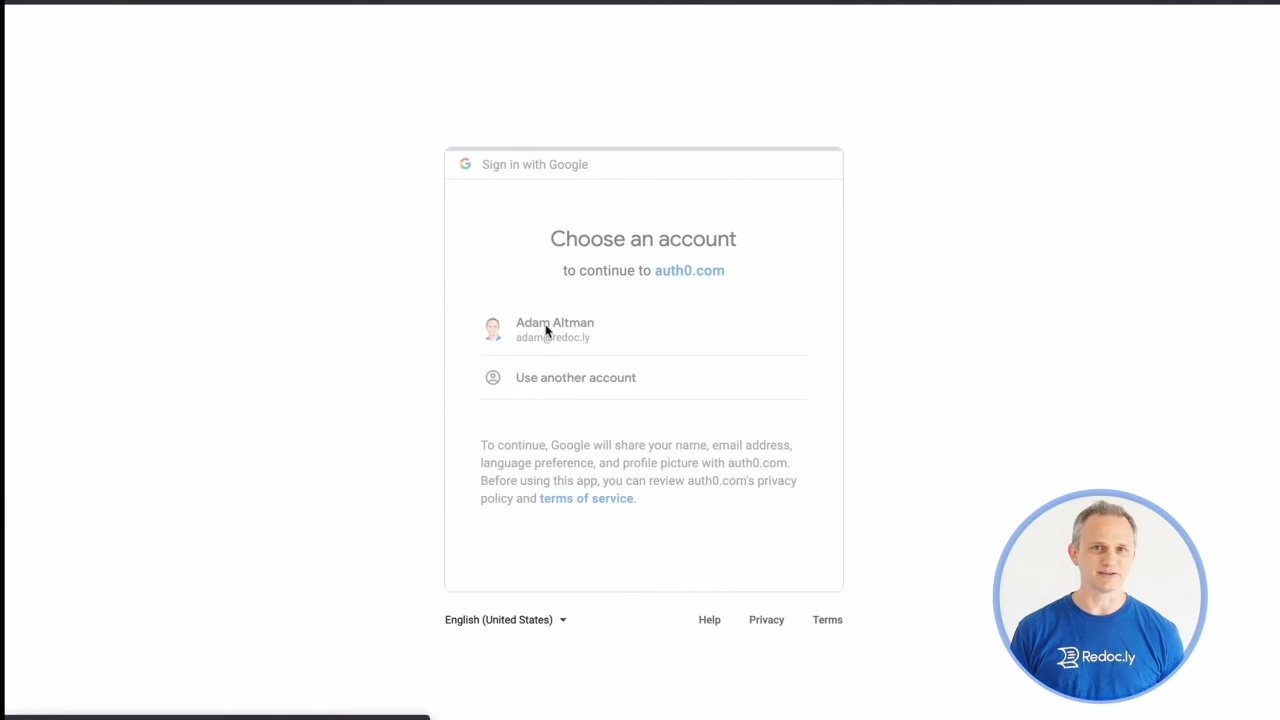 Sign in with Google
Choose an account
to continue to auth0.com
Adam Altman
adam@redoc.ly
Use another account
To continue, Google will share your name, email address,
language preference, and profile picture with auth0.com.
Before using this app, you can review auth0.com's privacy
policy and terms of service.
English (United States)
Help
Privacy
Terms
Redoc.ly